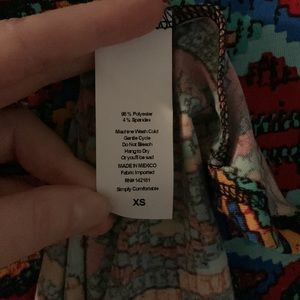 96% Polyester
4% Spandex
Machine Wash Cold
Gentle Cycle
Do Not Bleach
Hang to Dry
Or you'll be sad
MADE IN MEXICO
Fabric Imported
RN#142161
Simply Comfortable
XS